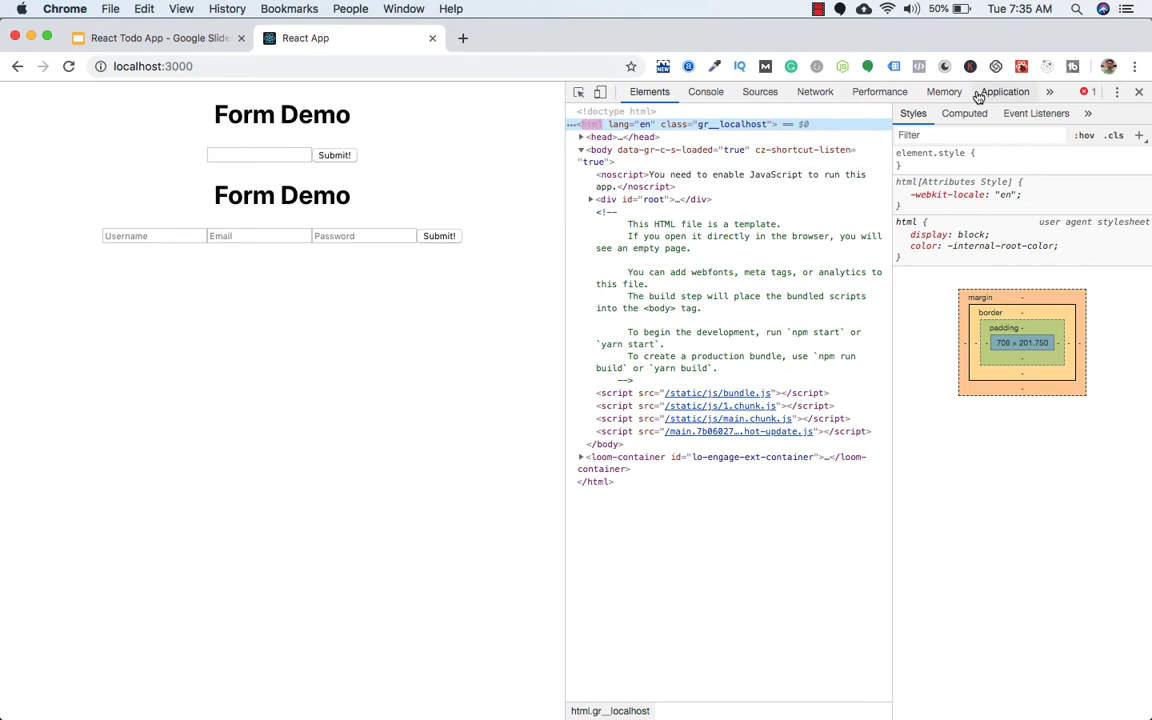 Chrome File Edit View History Bookmarks People Window Help 50% Tue 7:35 AM
React Todo App - Google Slide
React App
localhost:3000
Form Demo
Submit!
Form Demo
Username Email Password Submit!
Elements Console Sources Network Performance Memory Application » 1
<!doctype html>
…<html lang="en" class="gr__localhost"> == $0
<head>…</head>
<body data-gr-c-s-loaded="true" cz-shortcut-listen=
"true">
<noscript>You need to enable JavaScript to run this
app.</noscript>
<div id="root">…</div>
<!--
This HTML file is a template.
If you open it directly in the browser, you will
see an empty page.
You can add webfonts, meta tags, or analytics to
this file.
The build step will place the bundled scripts
into the <body> tag.
To begin the development, run `npm start` or
`yarn start`.
To create a production bundle, use `npm run
build` or `yarn build`.
-->
<script src="/static/js/bundle.js"></script>
<script src="/static/js/1.chunk.js"></script>
<script src="/static/js/main.chunk.js"></script>
<script src="/main.7b06027….hot-update.js"></script>
</body>
<loom-container id="lo-engage-ext-container">…</loom-
container>
</html>
html.gr__localhost
Styles Computed Event Listeners »
Filter :hov .cls +
element.style {
}
html[Attributes Style] {
-webkit-locale: "en";
}
html { user agent stylesheet
display: block;
color: -internal-root-color;
}
margin -
border -
padding -
708 × 201.750